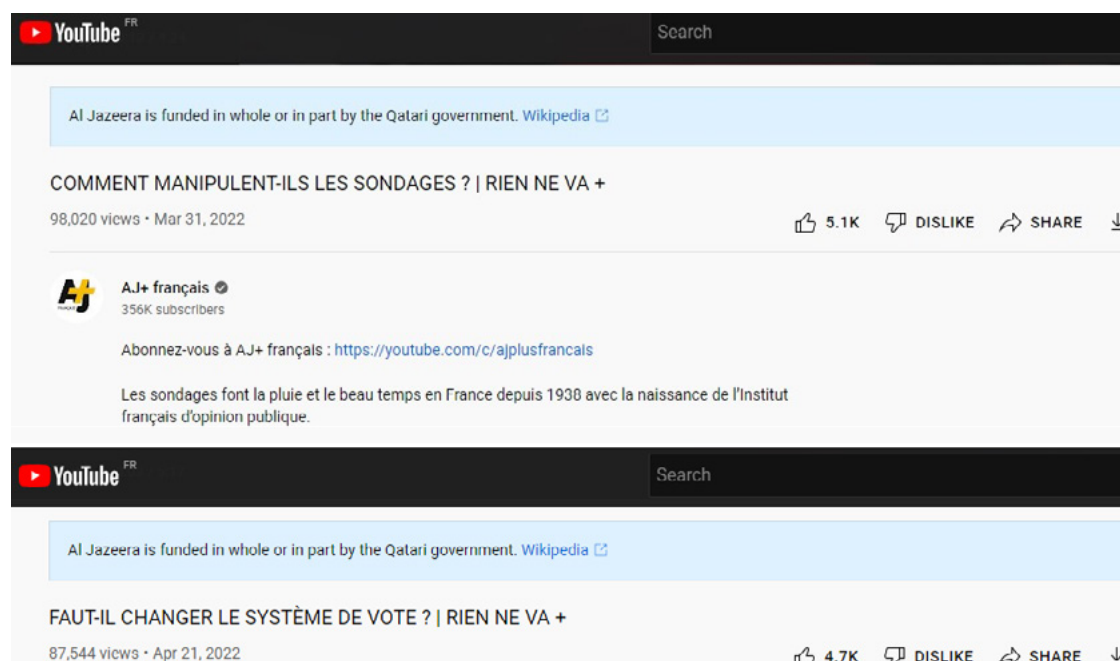 YouTube FR
Search
Al Jazeera is funded in whole or in part by the Qatari government. Wikipedia
COMMENT MANIPULENT-ILS LES SONDAGES ? | RIEN NE VA +
98,020 views • Mar 31, 2022
5.1K DISLIKE SHARE
AJ+ français
356K subscribers
Abonnez-vous à AJ+ français : https://youtube.com/c/ajplusfrancais
Les sondages font la pluie et le beau temps en France depuis 1938 avec la naissance de l'Institut
français d'opinion publique.
YouTube FR
Search
Al Jazeera is funded in whole or in part by the Qatari government. Wikipedia
FAUT-IL CHANGER LE SYSTÈME DE VOTE ? | RIEN NE VA +
87,544 views • Apr 21, 2022
4.7K DISLIKE SHARE